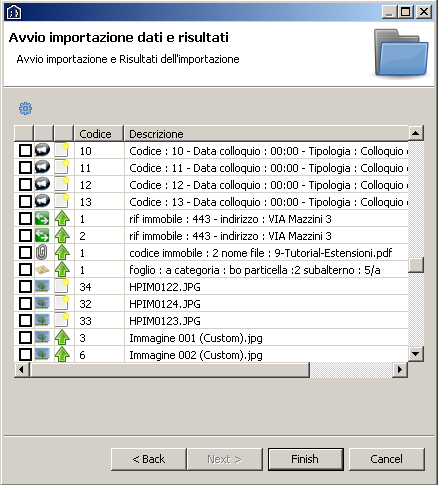 Avvio importazione dati e risultati
Avvio importazione e Risultati dell'importazione
Codice Descrizione
10 Codice : 10 - Data colloquio : 00:00 - Tipologia : Colloquio
11 Codice : 11 - Data colloquio : 00:00 - Tipologia : Colloquio
12 Codice : 12 - Data colloquio : 00:00 - Tipologia : Colloquio
13 Codice : 13 - Data colloquio : 00:00 - Tipologia : Colloquio
1 rif immobile : 443 - indirizzo : VIA Mazzini 3
2 rif immobile : 443 - indirizzo : VIA Mazzini 3
1 codice immobile : 2 nome file : 9-Tutorial-Estensioni.pdf
1 foglio : a categoria : bo particella :2 subalterno : 5/a
34 HPIM0122.JPG
32 HPIM0124.JPG
33 HPIM0123.JPG
3 Immagine 001 (Custom).jpg
6 Immagine 002 (Custom).jpg
< Back Next > Finish Cancel